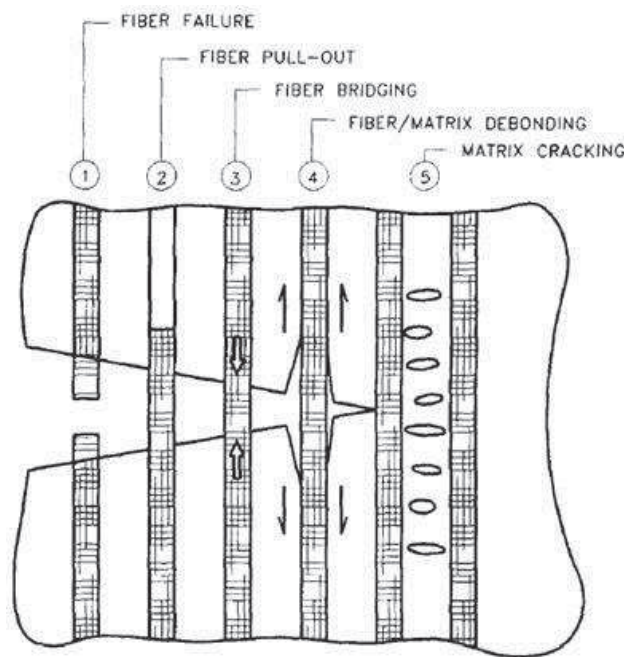 FIBER FAILURE
FIBER PULL-OUT
FIBER BRIDGING
FIBER/MATRIX DEBONDING
MATRIX CRACKING
1 2 3 4 5